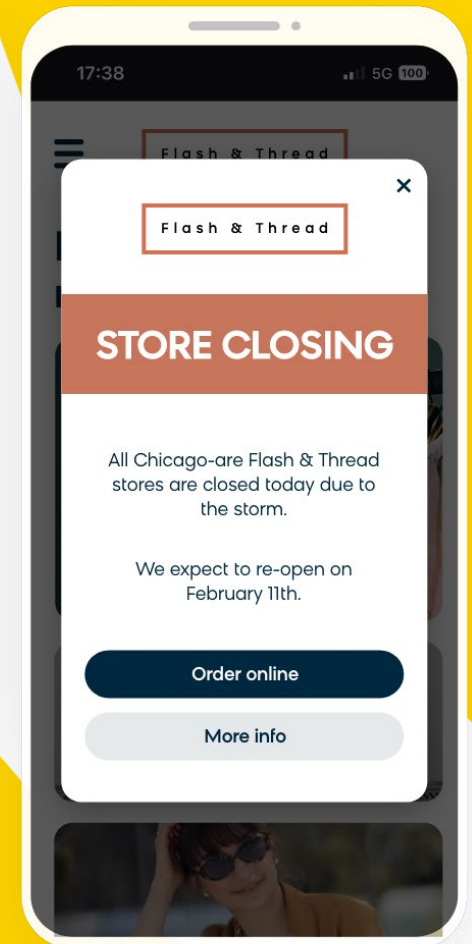 17:38
5G 100
Flash & Thread
×
Flash & Thread
STORE CLOSING
All Chicago-are Flash & Thread
stores are closed today due to
the storm.
We expect to re-open on
February 11th.
Order online
More info